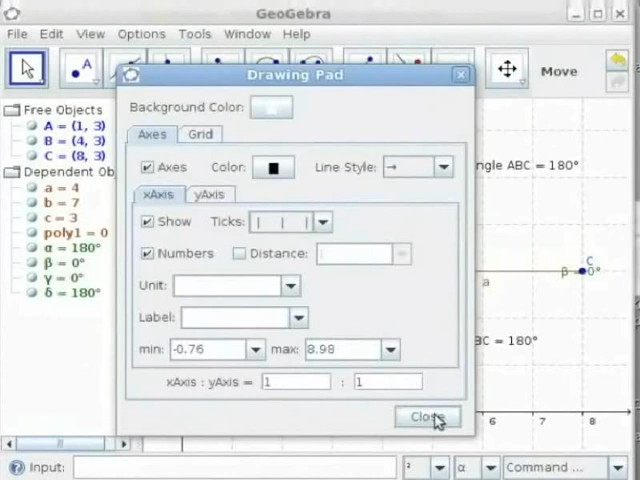 GeoGebra
File Edit View Options Tools Window Help
A
Move
Drawing Pad
Background Color:
Axes Grid
Axes Color: Line Style:
xAxis yAxis
Show Ticks:
Numbers Distance:
Unit:
Label:
min: -0.76 max: 8.98
xAxis : yAxis = 1 : 1
Close
Free Objects
A = (1, 3)
B = (4, 3)
C = (8, 3)
Dependent Ob
a = 4
b = 7
c = 3
poly1 = 0
α = 180°
β = 0°
γ = 0°
δ = 180°
ngle ABC = 180°
C
β 0°
a
BC = 180°
6 7 8
Input: ² α Command ...